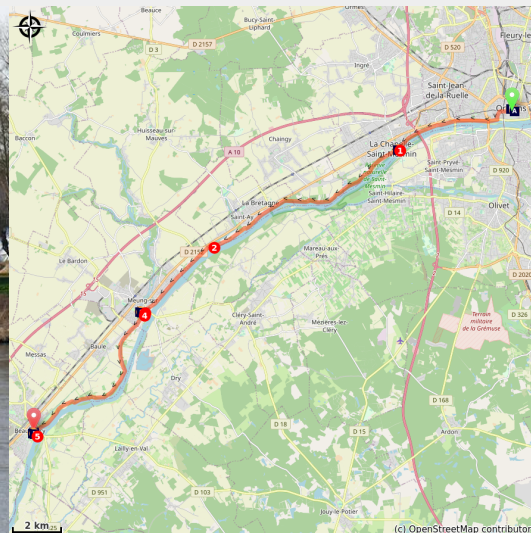 Beauce
Ormes
Bucy-Saint-
Liphard
Coulmiers
D 3
D 2157
Fleury-le
D 520
Ingré
Saint-Jean
de-la-Ruelle
A
Baccon
Huisseau-sur-
Mauves
A 10
Chaingy
La Chapelle-
Saint-Mesmin
1
Saint-Pryvé-
Saint-Mesmin
D 920
Saint-Hilaire-
Saint-Mesmin
La Bretagne
Olivet
Saint-Ay
D 14
2
Mareau-aux-
Prés
Le Bardon
D 2020
Meung-s
4
Cléry-Saint-
André
Mézières-lez-
Cléry
Terrain
militaire
de la Grémuse
D 326
Messas
Baule
Dry
D 168
5
D 18
D 15
Ardon
Lailly-en-Val
D 951
D 103
Jouy-le-Potier
2 km
(c) OpenStreetMap contributor